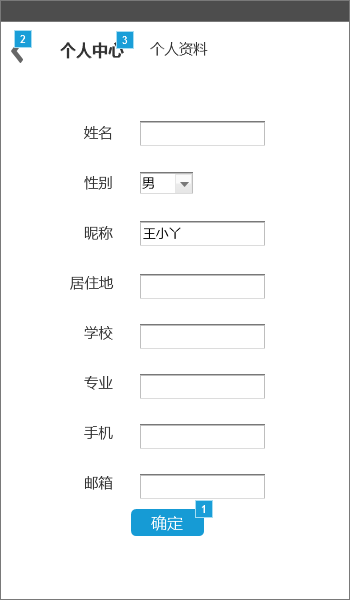 2
个人中心 3 个人资料
姓名
性别 男
昵称 王小丫
居住地
学校
专业
手机
邮箱
1
确定